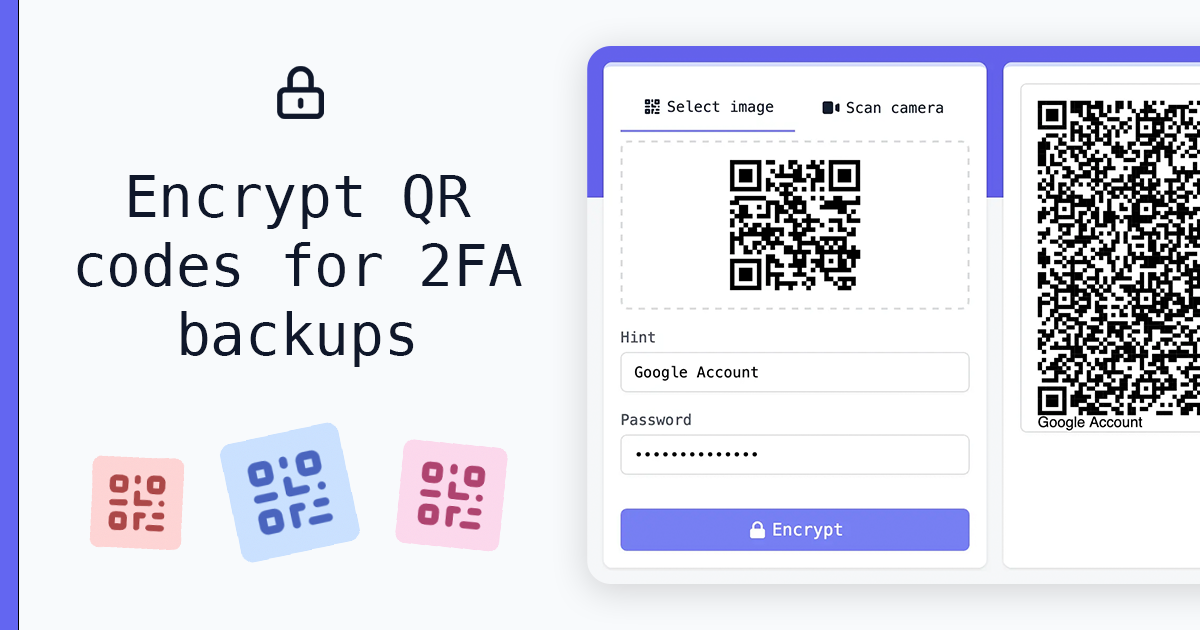 Encrypt QR
codes for 2FA
backups
Select image
Scan camera
Hint
Google Account
Password
••••••••••••••
Encrypt
Google Account